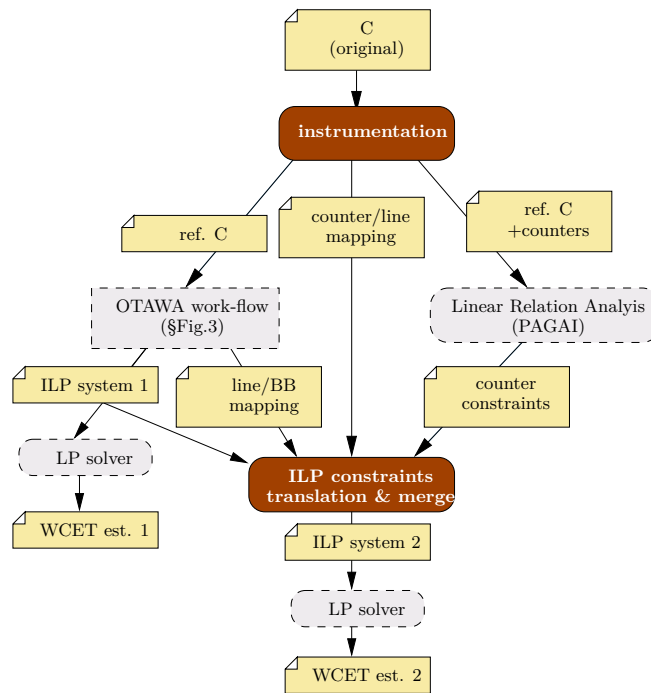 C
(original)
instrumentation
counter/line
mapping
ref. C
+counters
ref. C
OTAWA work-flow
(§Fig.3)
Linear Relation Analyis
(PAGAI)
ILP system 1
line/BB
mapping
counter
constraints
LP solver
ILP constraints
translation & merge
WCET est. 1
ILP system 2
LP solver
WCET est. 2